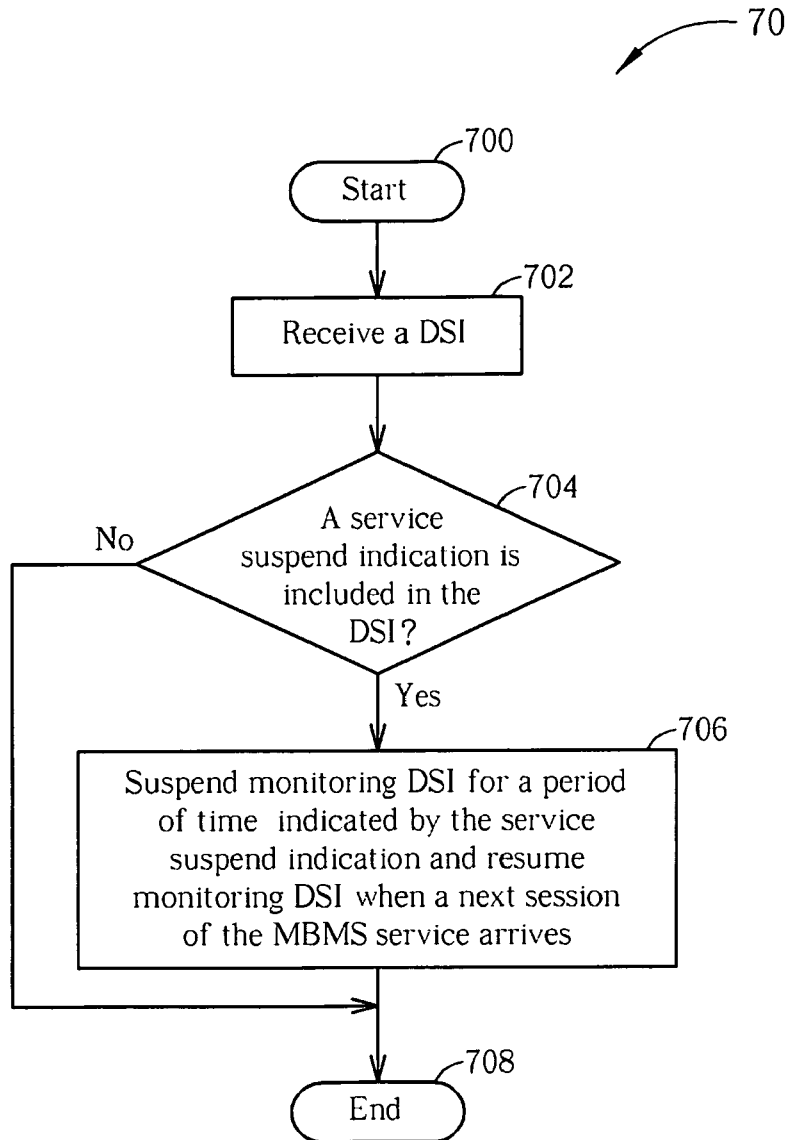 70
700
Start
702
Receive a DSI
704
A service
suspend indication is
included in the
DSI?
No
Yes
706
Suspend monitoring DSI for a period
of time indicated by the service
suspend indication and resume
monitoring DSI when a next session
of the MBMS service arrives
708
End